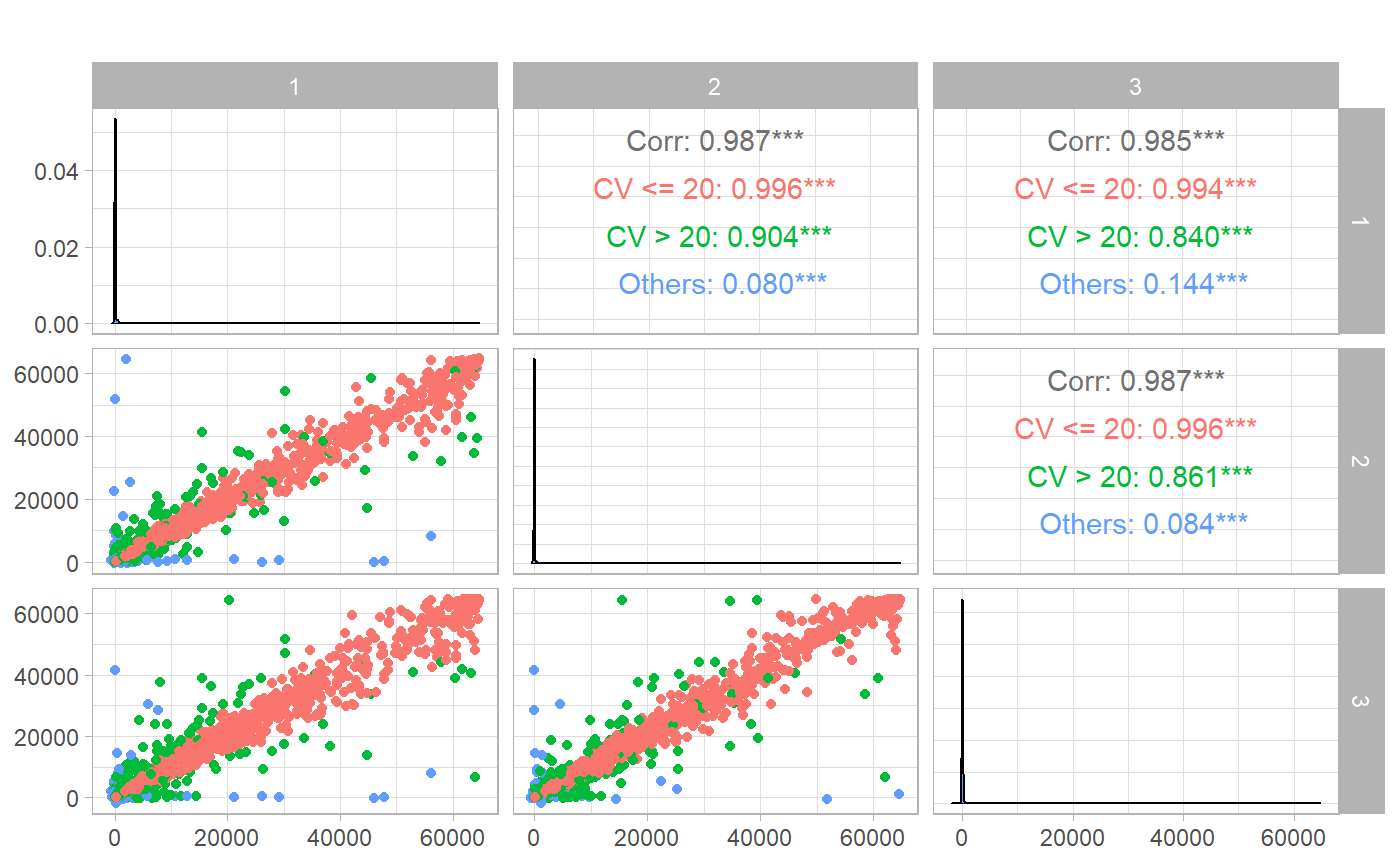 1
2
3
0.04
0.02
0.00
Corr: 0.987***
CV <= 20: 0.996***
CV > 20: 0.904***
Others: 0.080***
Corr: 0.985***
CV <= 20: 0.994***
CV > 20: 0.840***
Others: 0.144***
1
60000
40000
20000
0
Corr: 0.987***
CV <= 20: 0.996***
CV > 20: 0.861***
Others: 0.084***
2
60000
40000
20000
0
3
0 20000 40000 60000
0 20000 40000 60000
0 20000 40000 60000